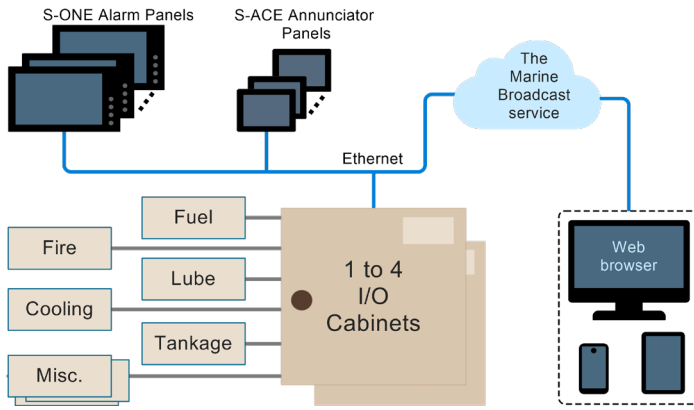 S-ONE Alarm Panels
S-ACE Annunciator
Panels
The
Marine
Broadcast
service
Ethernet
Fuel
Fire
Lube
Cooling
Tankage
Misc.
1 to 4
I/O
Cabinets
Web
browser